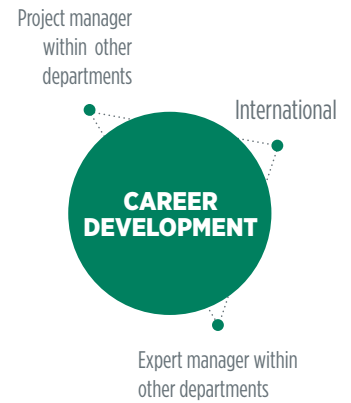 Project manager
within other
departments
International
CAREER
DEVELOPMENT
Expert manager within
other departments